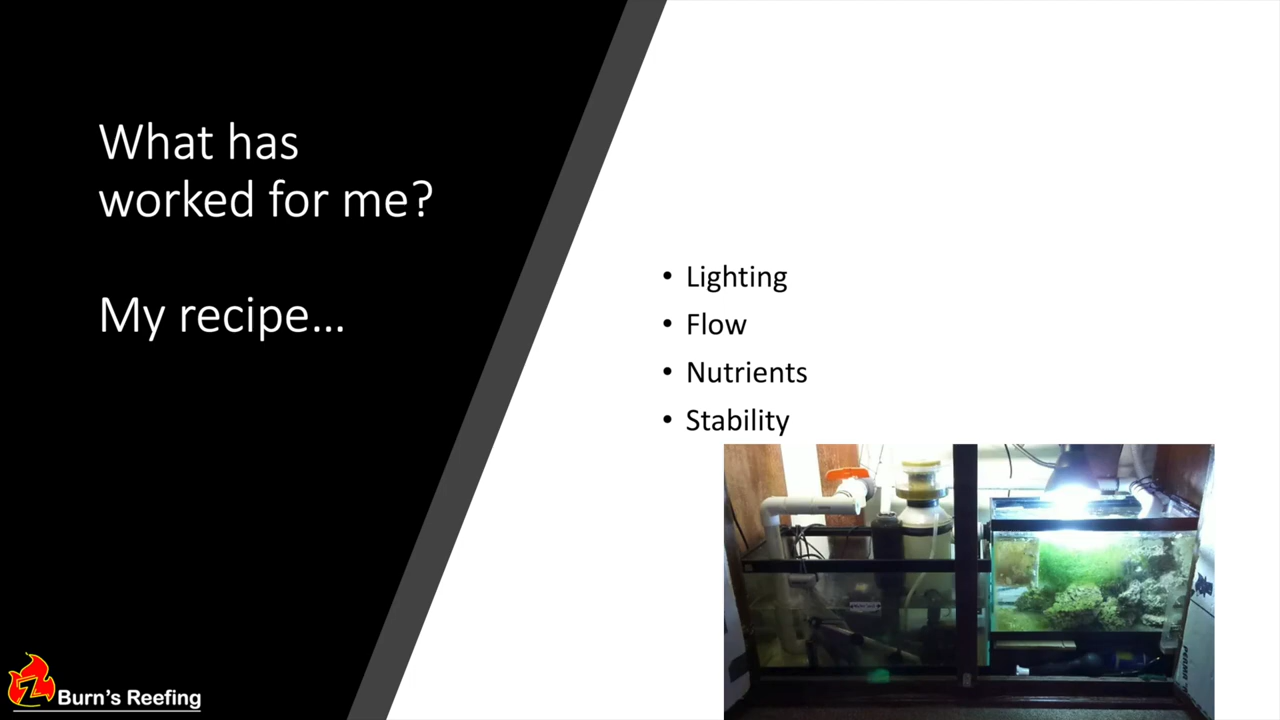 What has
worked for me?
My recipe...
• Lighting
• Flow
• Nutrients
• Stability
Z Burn's Reefing